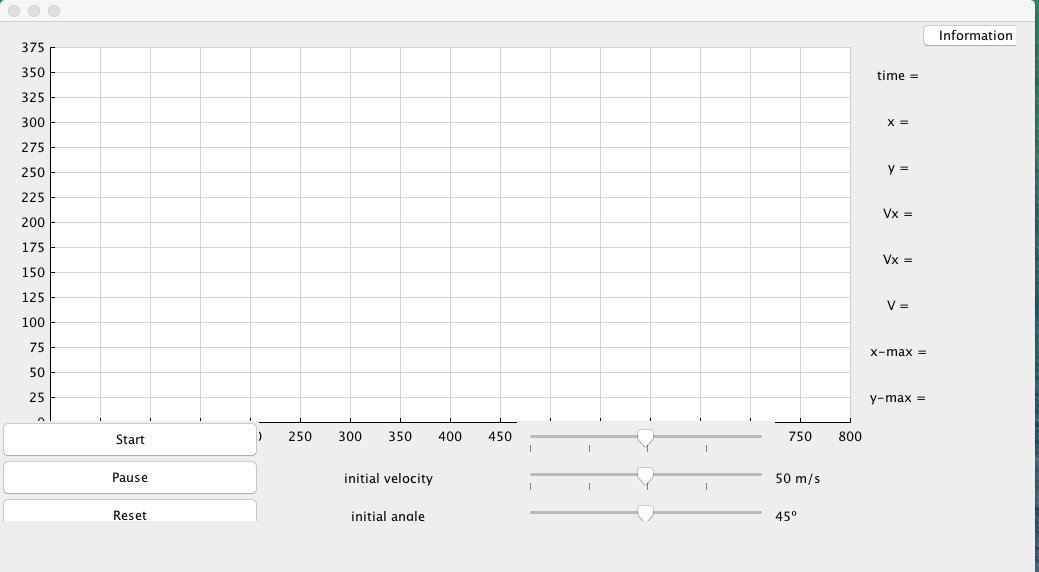 Information
375
350
325
300
275
250
225
200
175
150
125
100
75
50
25
time =
x =
y =
Vx =
Vx =
V =
x-max =
y-max =
Start
250 300 350 400 450 750 800
Pause
initial velocity
50 m/s
Reset
initial angle
45º